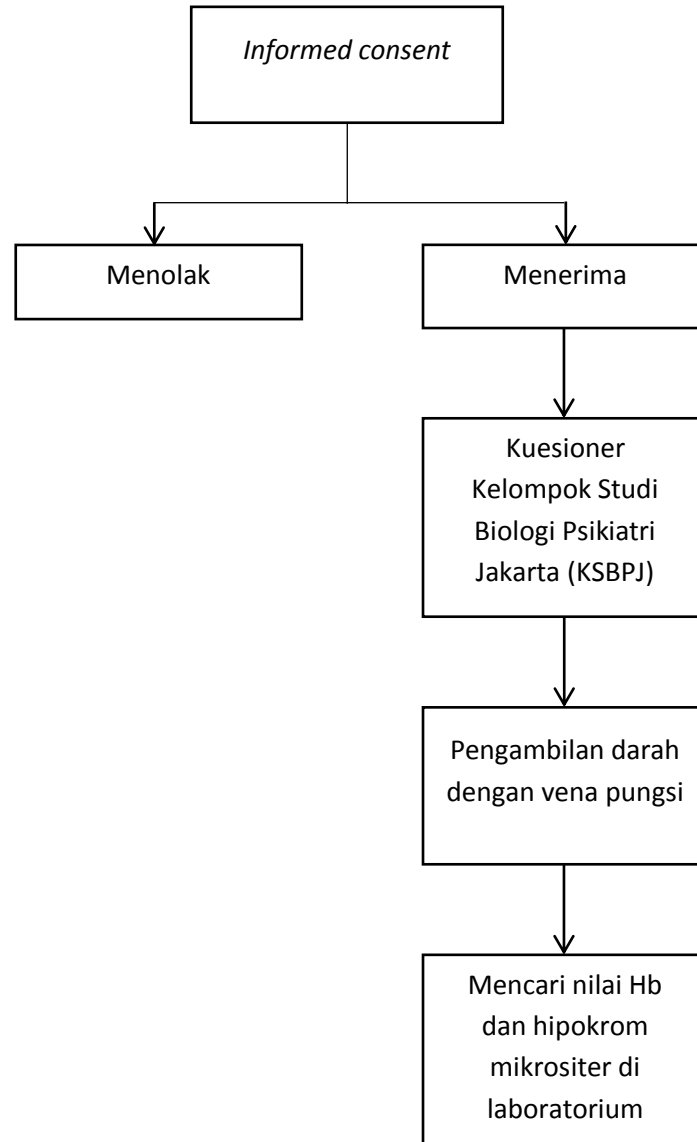 Informed consent
Menolak
Menerima
Kuesioner
Kelompok Studi
Biologi Psikiatri
Jakarta (KSBPJ)
Pengambilan darah
dengan vena pungsi
Mencari nilai Hb
dan hipokrom
mikrositer di
laboratorium